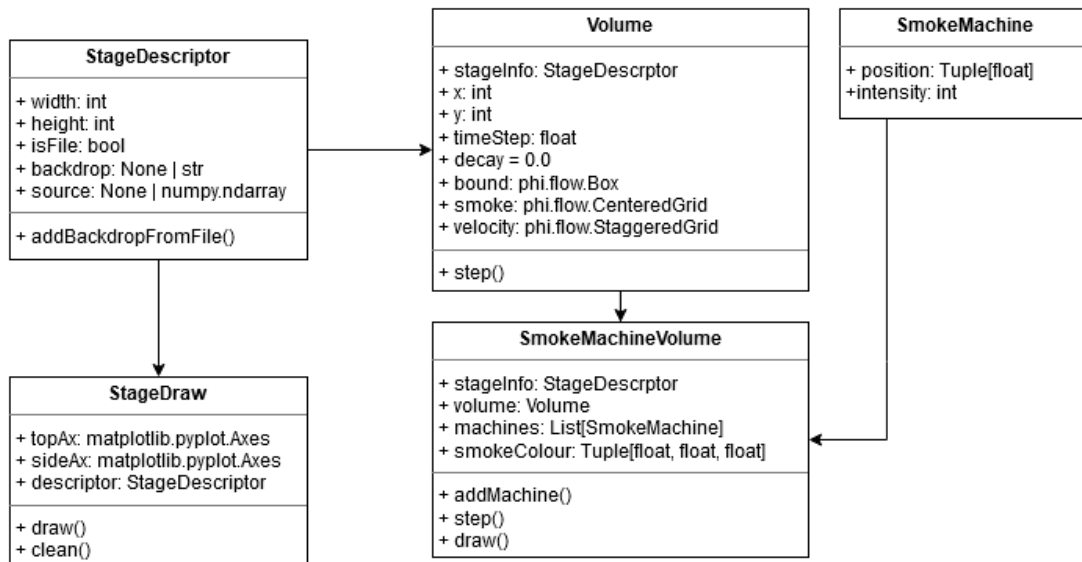 StageDescriptor
+ width: int
+ height: int
+ isFile: bool
+ backdrop: None | str
+ source: None | numpy.ndarray
+ addBackdropFromFile()
Volume
+ stageInfo: StageDescrptor
+ x: int
+ y: int
+ timeStep: float
+ decay = 0.0
+ bound: phi.flow.Box
+ smoke: phi.flow.CenteredGrid
+ velocity: phi.flow.StaggeredGrid
+ step()
SmokeMachine
+ position: Tuple[float]
+intensity: int
StageDraw
+ topAx: matplotlib.pyplot.Axes
+ sideAx: matplotlib.pyplot.Axes
+ descriptor: StageDescriptor
+ draw()
+ clean()
SmokeMachineVolume
+ stageInfo: StageDescrptor
+ volume: Volume
+ machines: List[SmokeMachine]
+ smokeColour: Tuple[float, float, float]
+ addMachine()
+ step()
+ draw()